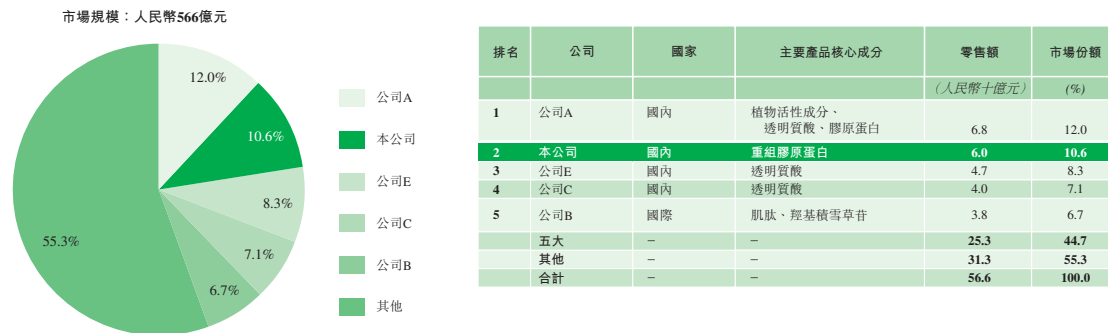 市場規模：人民幣566億元
12.0%
10.6%
8.3%
7.1%
6.7%
55.3%
公司A
本公司
公司E
公司C
公司B
其他
排名 公司 國家 主要產品核心成分 零售額 市場份額
（人民幣十億元） (%)
1 公司A 國內 植物活性成分、
透明質酸、膠原蛋白 6.8 12.0
2 本公司 國內 重組膠原蛋白 6.0 10.6
3 公司E 國內 透明質酸 4.7 8.3
4 公司C 國內 透明質酸 4.0 7.1
5 公司B 國際 肌肽、羥基積雪草苷 3.8 6.7
五大 – – 25.3 44.7
其他 – – 31.3 55.3
合計 – – 56.6 100.0